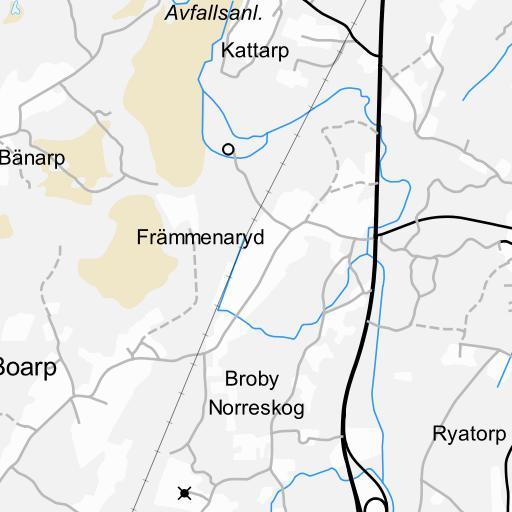 Avfallsanl.
Kattarp
Bänarp
Främmenaryd
Boarp
Broby
Norreskog
Ryatorp